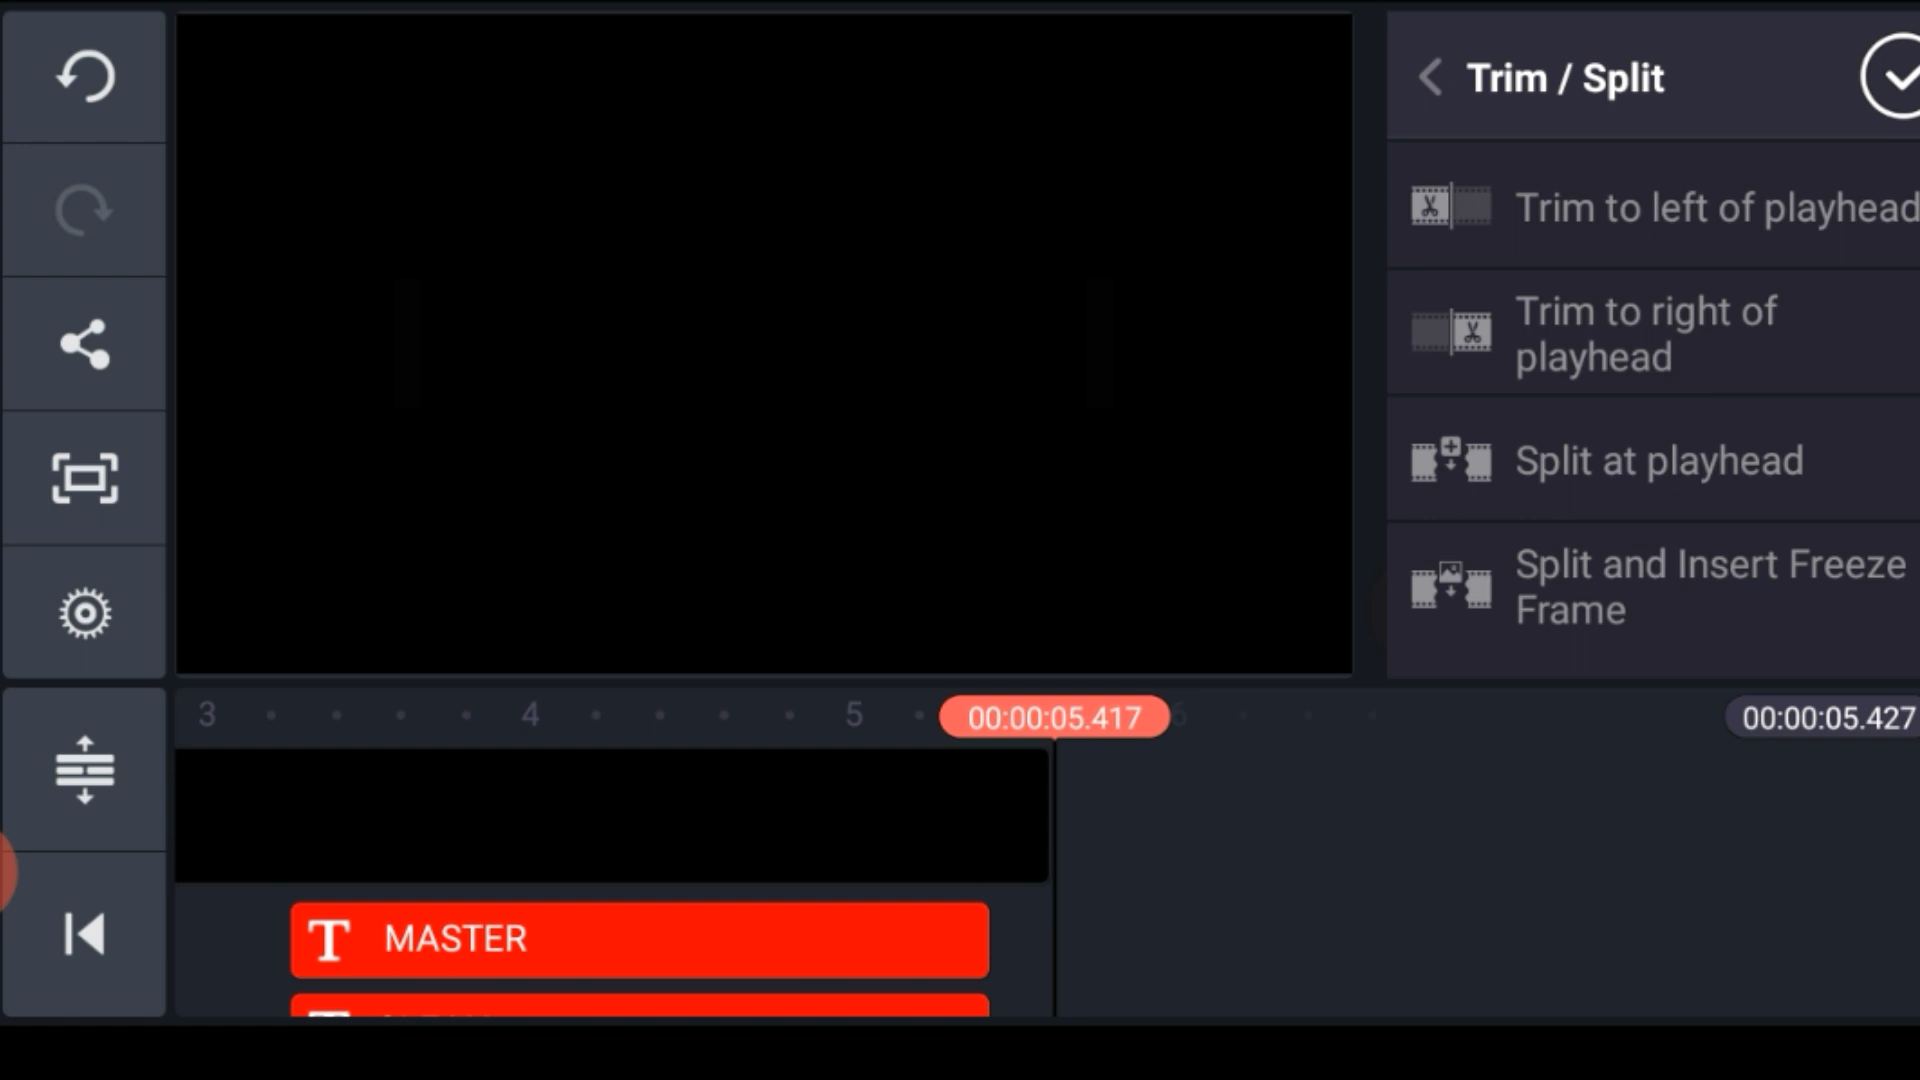 Trim / Split
Trim to left of playhead
Trim to right of
playhead
Split at playhead
Split and Insert Freeze
Frame
3
4
5
00:00:05.417
6
00:00:05.427
T MASTER